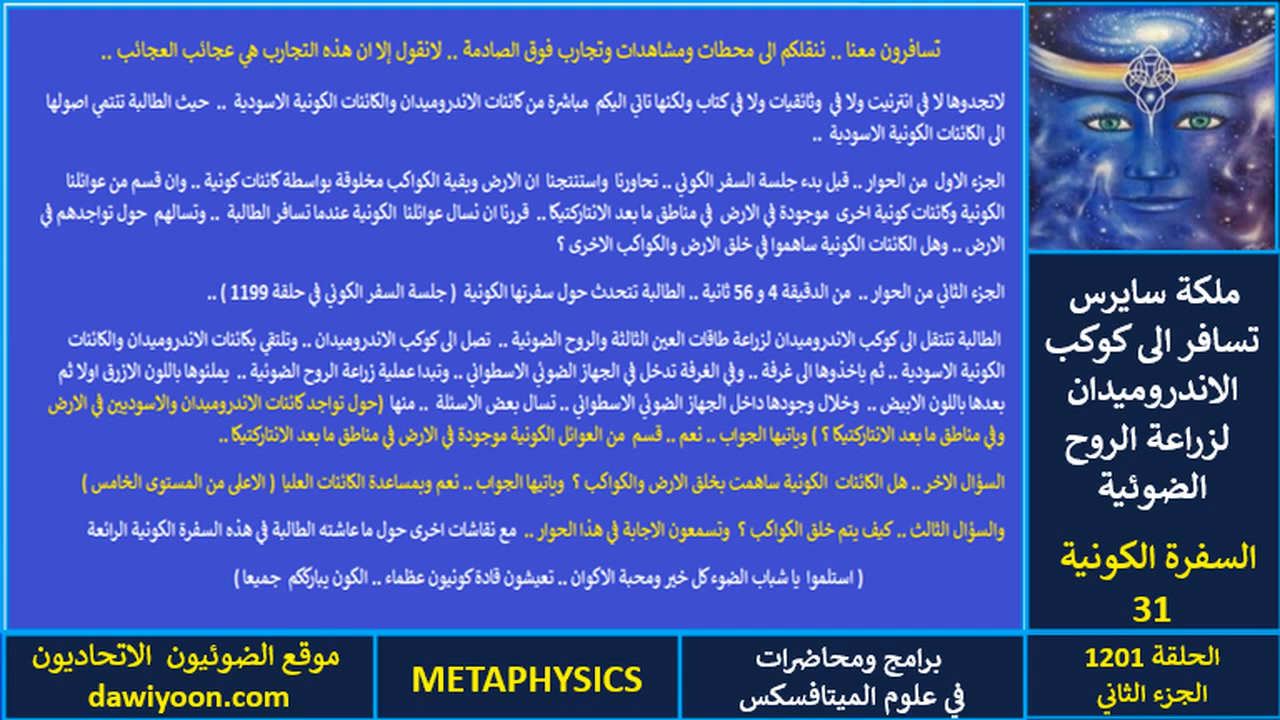 تسافرون معنا .. ننقلكم الى محطات ومشاهدات وتجارب فوق الصادمة .. لانقول إلا ان هذه التجارب هي عجائب العجائب ..
لاتجدوها لا في انترنيت ولا في وثائقيات ولا في كتاب ولكنها تاتي اليكم مباشرة من كائنات الاندروميدان والكائنات الكونية الاسودية .. حيث الطالبة تنتمي اصولها
الى الكائنات الكونية الاسودية ..
الجزء الاول من الحوار .. قبل بدء جلسة السفر الكوني .. تحاورنا واستنتجنا ان الارض وبقية الكواكب مخلوقة بواسطة كائنات كونية .. وان قسم من عوائلنا
الكونية وكائنات كونية اخرى موجودة في الارض في مناطق ما بعد الانتاركتيكا .. قررنا ان نسال عوائلنا الكونية عندما تسافر الطالبة .. وتسالهم حول تواجدهم في
الارض .. وهل الكائنات الكونية ساهموا في خلق الارض والكواكب الاخرى ؟
الجزء الثاني من الحوار .. من الدقيقة 4 و 56 ثانية .. الطالبة تتحدث حول سفرتها الكونية ( جلسة السفر الكوني في حلقة 1199 ) ..
الطالبة تنتقل الى كوكب الاندروميدان لزراعة طاقات العين الثالثة والروح الضوئية .. تصل الى كوكب الاندروميدان .. وتلتقي بكائنات الاندروميدان والكائنات
الكونية الاسودية .. ثم ياخذوها الى غرفة .. وفي الغرفة تدخل في الجهاز الضوئي الاسطواني .. وتبدا عملية زراعة الروح الضوئية .. يملئوها باللون الازرق اولا ثم
بعدها باللون الابيض .. وخلال وجودها داخل الجهاز الضوئي الاسطواني .. تسال بعض الاسئلة .. منها (حول تواجد كائنات الاندروميدان والاسوديين في الارض
وفي مناطق ما بعد الانتاركتيكا ؟ ) وياتيها الجواب .. نعم .. قسم من العوائل الكونية موجودة في الارض في مناطق ما بعد الانتاركتيكا ..
السؤال الاخر .. هل الكائنات الكونية ساهمت بخلق الارض والكواكب ؟ وياتيها الجواب .. نعم وبمساعدة الكائنات العليا ( الاعلى من المستوى الخامس )
والسؤال الثالث .. كيف يتم خلق الكواكب ؟ وتسمعون الاجابة في هذا الحوار .. مع نقاشات اخرى حول ما عاشته الطالبة في هذه السفرة الكونية الرائعة
( استلموا يا شباب الضوء كل خير ومحبة الاكوان .. تعيشون قادة كونيون عظماء .. الكون يبارككم جميعا )
ملكة سايرس
تسافر الى كوكب
الاندروميدان
لزراعة الروح
الضوئية
السفرة الكونية
31
الحلقة 1201
الجزء الثاني
برامج ومحاضرات
في علوم الميتافسكس
METAPHYSICS
موقع الضوئيون الاتحاديون
dawiyoon.com